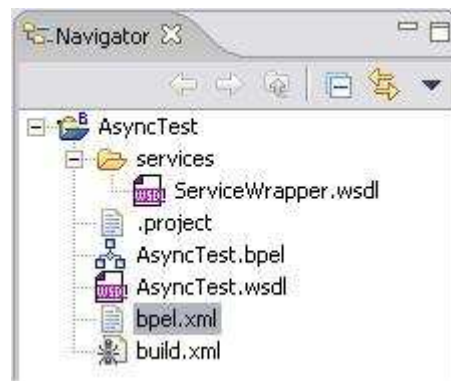 Navigator
AsyncTest
services
ServiceWrapper.wsdl
.project
AsyncTest.bpel
AsyncTest.wsdl
bpel.xml
build.xml